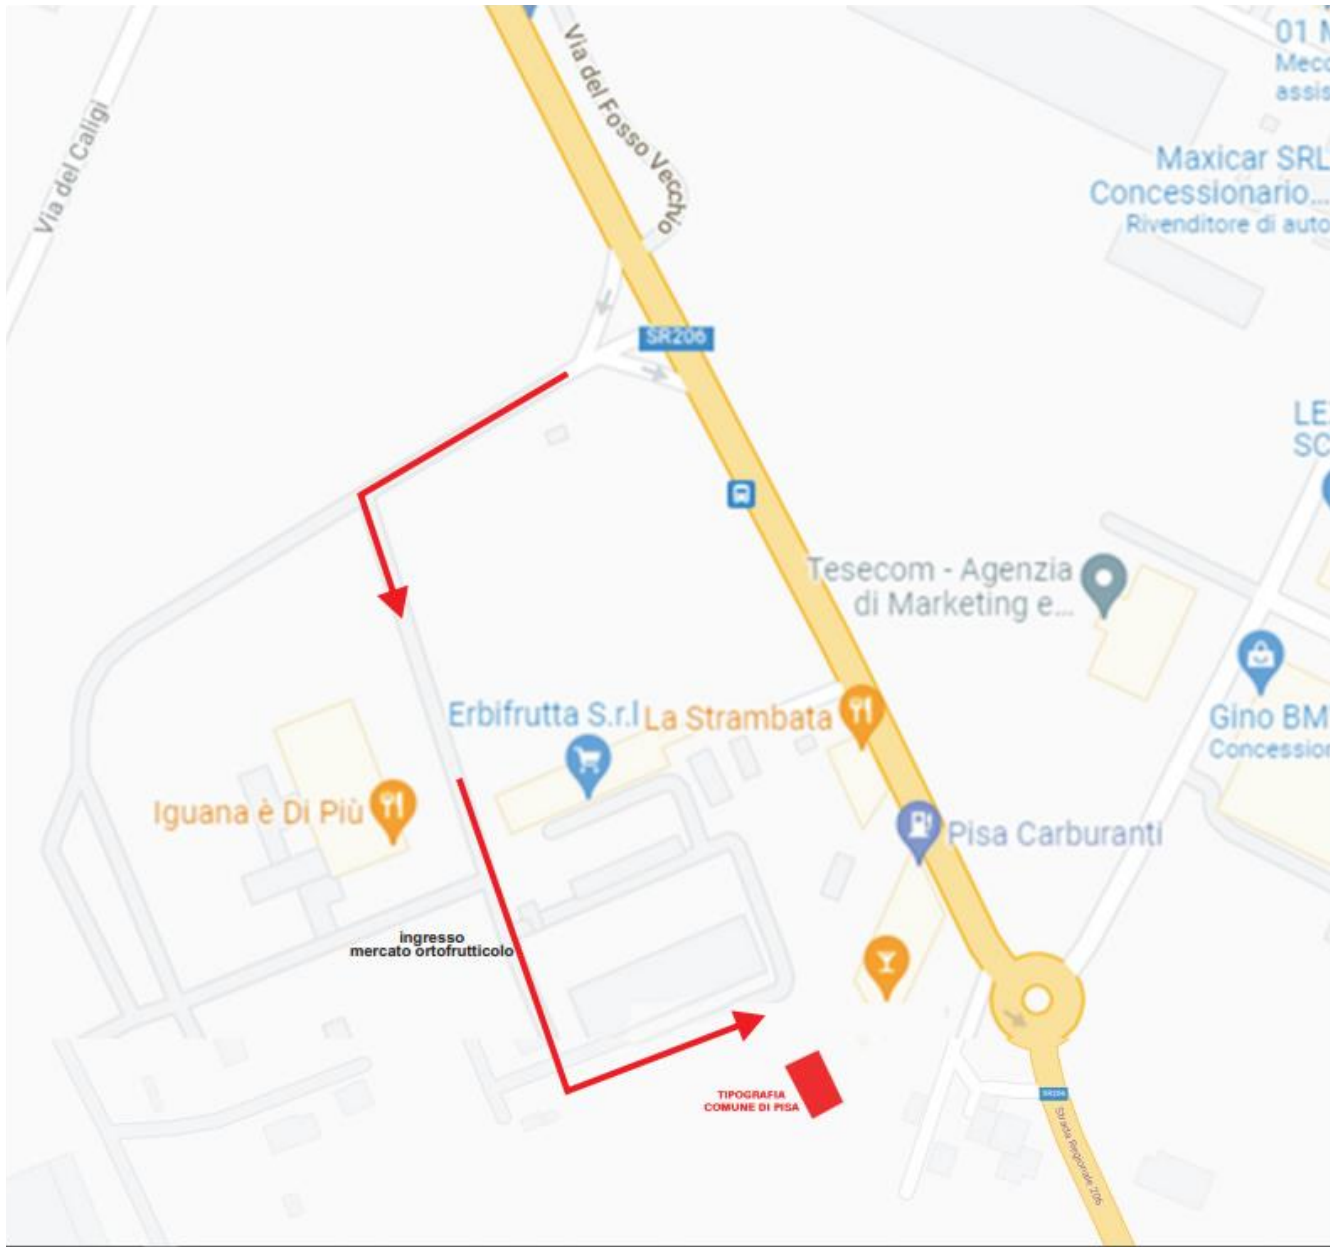 01
Mecc
assis
Via del Caligi
Via del Fosso Vecchio
Maxicar SRL
Concessionario...
Rivenditore di auto
SR206
LE
SC
Tesecom - Agenzia
di Marketing e...
Erbifrutta S.r.l
La Strambata
Gino BM
Concession
Iguana è Di Più
Pisa Carburanti
ingresso
mercato ortofrutticolo
TIPOGRAFIA
COMUNE DI PISA
SR206
Strada Regionale 206